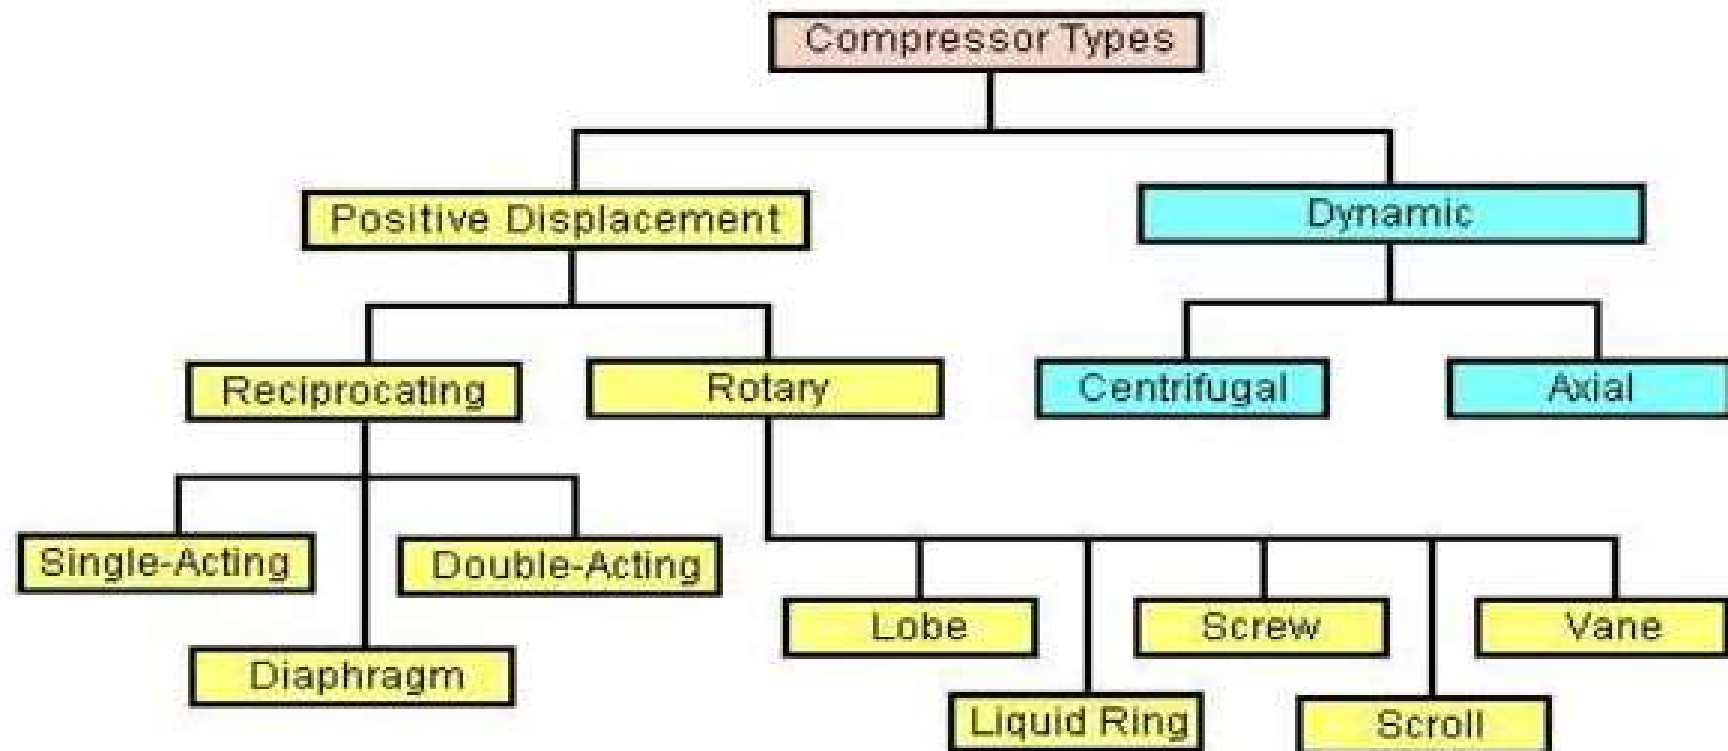 Compressor Types
Positive Displacement
Dynamic
Reciprocating
Rotary
Centrifugal
Axial
Single-Acting
Double-Acting
Diaphragm
Lobe
Screw
Vane
Liquid Ring
Scroll